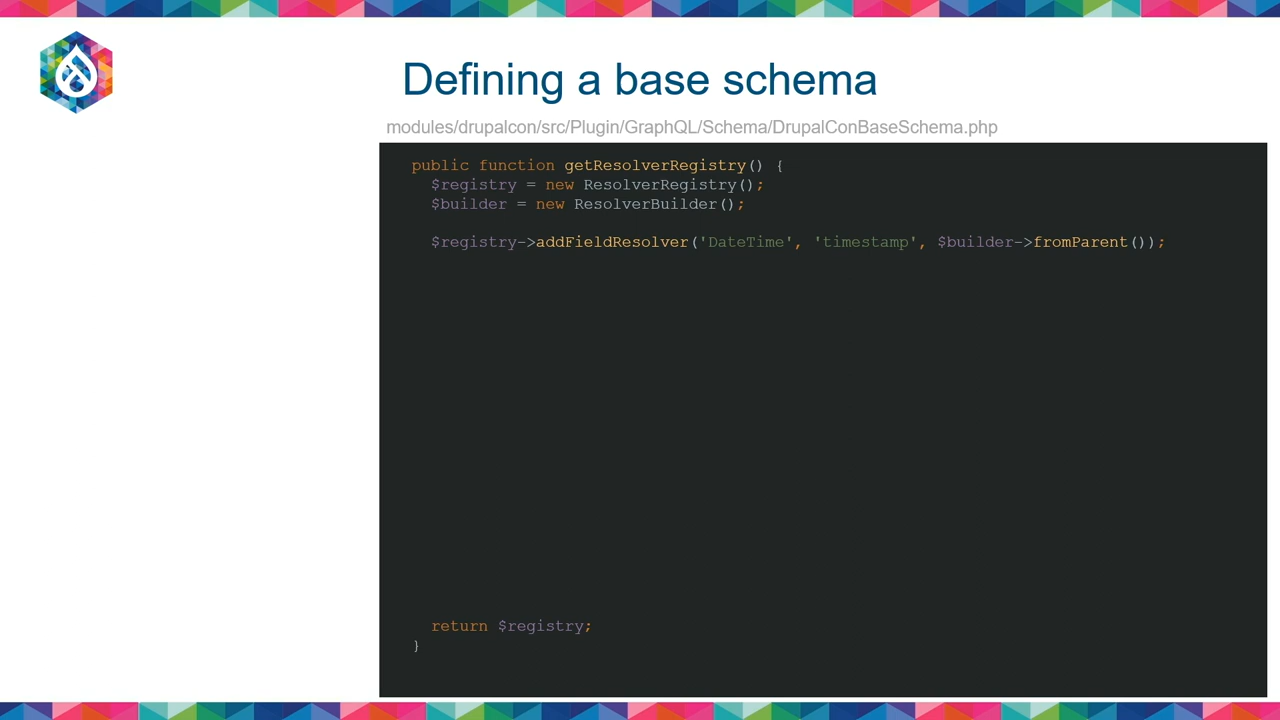 Defining a base schema
modules/drupalcon/src/Plugin/GraphQL/Schema/DrupalConBaseSchema.php
public function getResolverRegistry() {
  $registry = new ResolverRegistry();
  $builder = new ResolverBuilder();
  $registry->addFieldResolver('DateTime', 'timestamp', $builder->fromParent());
  return $registry;
}